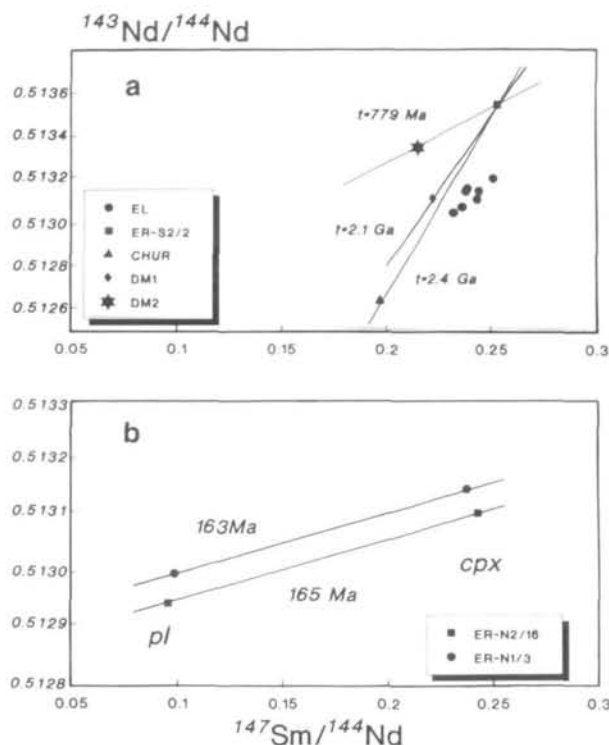 143Nd/144Nd
a
0.5136
0.5134
0.5132
0.5130
0.5128
0.5126
t=779 Ma
t=2.1 Ga
t=2.4 Ga
EL
ER-S2/2
CHUR
DM1
DM2
0.05
0.1
0.15
0.2
0.25
0.3
b
0.5133
0.5132
0.5131
0.5130
0.5129
0.5128
163Ma
165 Ma
pl
cpx
ER-N2/16
ER-N1/3
0.05
0.1
0.15
0.2
0.25
0.3
147Sm/144Nd